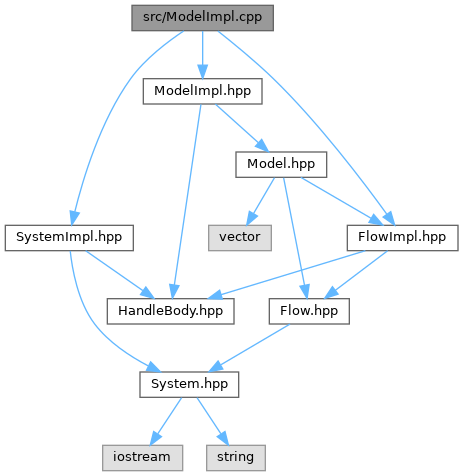 src/ModelImpl.cpp
ModelImpl.hpp
Model.hpp
SystemImpl.hpp
vector
FlowImpl.hpp
HandleBody.hpp
Flow.hpp
System.hpp
iostream
string